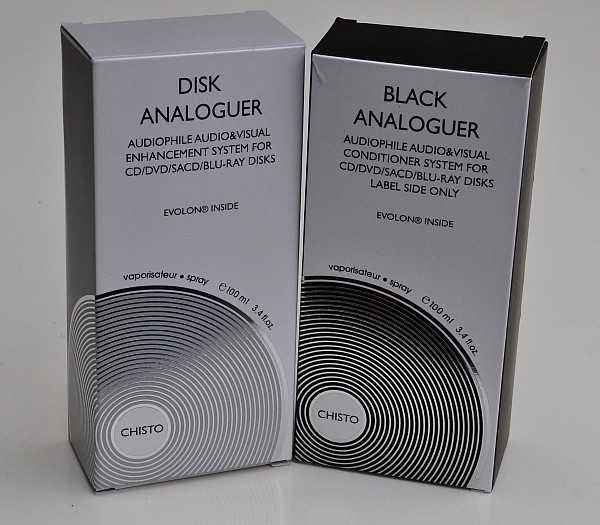 DISK
ANALOGUER
AUDIOPHILE AUDIO&VISUAL
ENHANCEMENT SYSTEM FOR
CD/DVD/SACD/BLU-RAY DISKS
EVOLON® INSIDE
vaporisateur • spray ℮ 100 ml 3,4 fl.oz.
CHISTO
BLACK
ANALOGUER
AUDIOPHILE AUDIO&VISUAL
CONDITIONER SYSTEM FOR
CD/DVD/SACD/BLU-RAY DISKS
LABEL SIDE ONLY
EVOLON® INSIDE
vaporisateur • spray ℮ 100 ml 3,4 fl.oz.
CHISTO